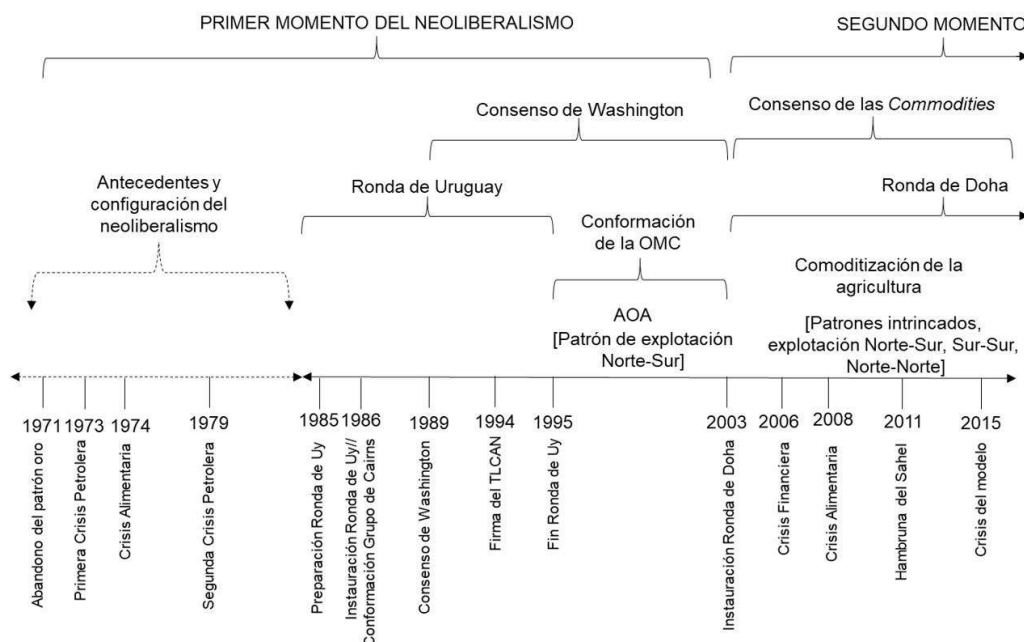 PRIMER MOMENTO DEL NEOLIBERALISMO
SEGUNDO MOMENTO
Consenso de Washington
Consenso de las Commodities
Antecedentes y
configuración del
neoliberalismo
Ronda de Uruguay
Ronda de Doha
Conformación
de la OMC
Comoditización de la
agricultura
AOA
[Patrón de explotación
Norte-Sur]
[Patrones intrincados,
explotación Norte-Sur, Sur-Sur,
Norte-Norte]
1971
1973
1974
1979
1985
1986
1989
1994
1995
2003
2006
2008
2011
2015
Abandono del patrón oro
Primera Crisis Petrolera
Crisis Alimentaria
Segunda Crisis Petrolera
Preparación Ronda de Uy
Instauración Ronda de Uy//
Conformación Grupo de Cairns
Consenso de Washington
Firma del TLCAN
Fin Ronda de Uy
Instauración Ronda de Doha
Crisis Financiera
Crisis Alimentaria
Hambruna del Sahel
Crisis del modelo